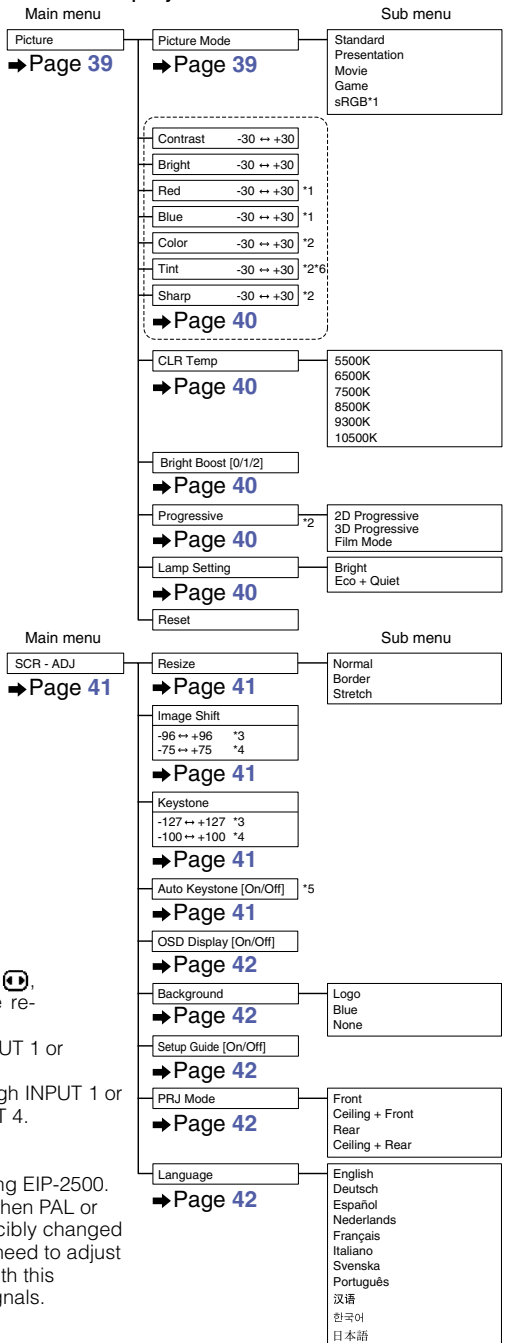 Main menu
Sub menu
Picture
➡Page 39
Picture Mode
➡Page 39
Standard
Presentation
Movie
Game
sRGB*1
Contrast -30 ↔ +30
Bright -30 ↔ +30
Red -30 ↔ +30 *1
Blue -30 ↔ +30 *1
Color -30 ↔ +30 *2
Tint -30 ↔ +30 *2*6
Sharp -30 ↔ +30 *2
➡Page 40
CLR Temp
➡Page 40
5500K
6500K
7500K
8500K
9300K
10500K
Bright Boost [0/1/2]
➡Page 40
Progressive *2
➡Page 40
2D Progressive
3D Progressive
Film Mode
Lamp Setting
➡Page 40
Bright
Eco + Quiet
Reset
Main menu
Sub menu
SCR - ADJ
➡Page 41
Resize
➡Page 41
Normal
Border
Stretch
Image Shift
-96 ↔ +96 *3
-75 ↔ +75 *4
➡Page 41
Keystone
-127 ↔ +127 *3
-100 ↔ +100 *4
➡Page 41
Auto Keystone [On/Off] *5
➡Page 41
OSD Display [On/Off]
➡Page 42
Background
➡Page 42
Logo
Blue
None
Setup Guide [On/Off]
➡Page 42
PRJ Mode
➡Page 42
Front
Ceiling + Front
Rear
Ceiling + Rear
Language
➡Page 42
English
Deutsch
Español
Nederlands
Français
Italiano
Svenska
Português
汉语
한국어
日本語
,
e re-
UT 1 or
gh INPUT 1 or
T 4.
ng EIP-2500.
hen PAL or
cibly changed
need to adjust
th this
gnals.